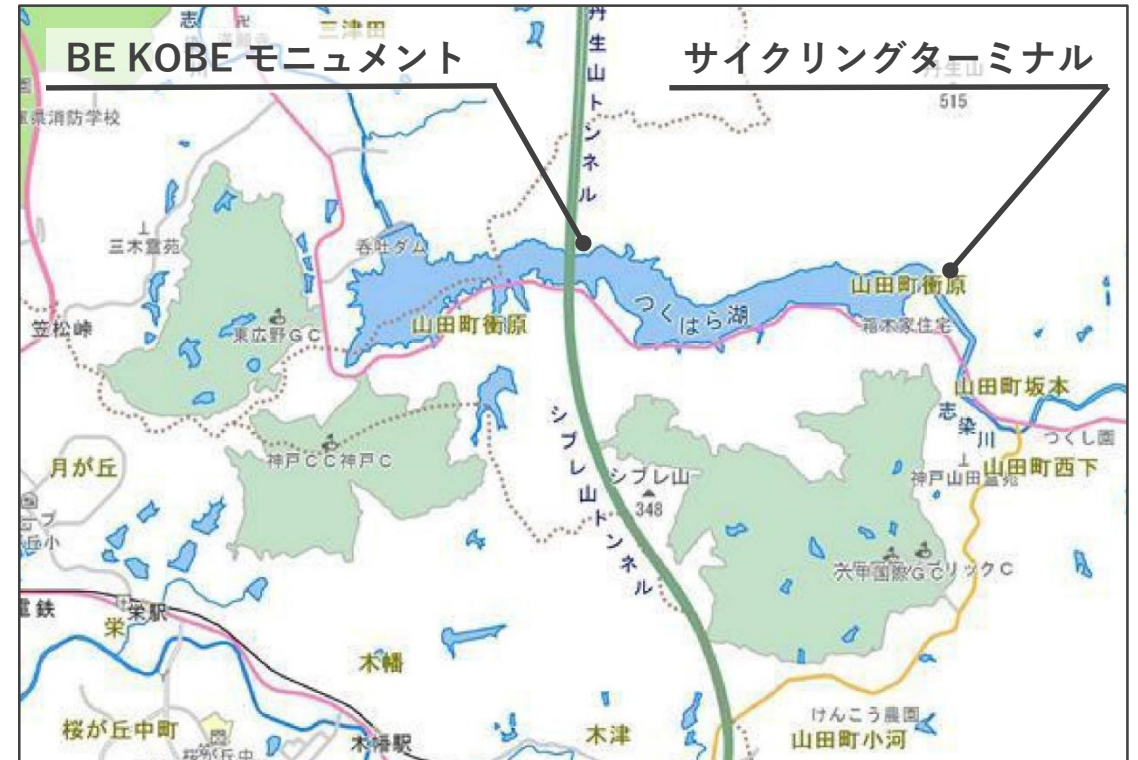 BE KOBE モニュメント
サイクリングターミナル
志
三津田
丹生山トンネル
丹生山
515
県消防学校
三木霊苑
呑吐ダム
笠松峠
東広野GC
山田町衝原
つくはら湖
山田町衝原
箱木家住宅
山田町坂本
志染川
つくし園
山田町西下
神戸山田霊苑
月が丘
神戸CC神戸C
シブレ山トンネル
シブレ山
348
六甲国際GC
リックC
電鉄
栄駅
栄
木幡
桜が丘中町
桜が丘中
木幡駅
木津
けんこう農園
山田町小河